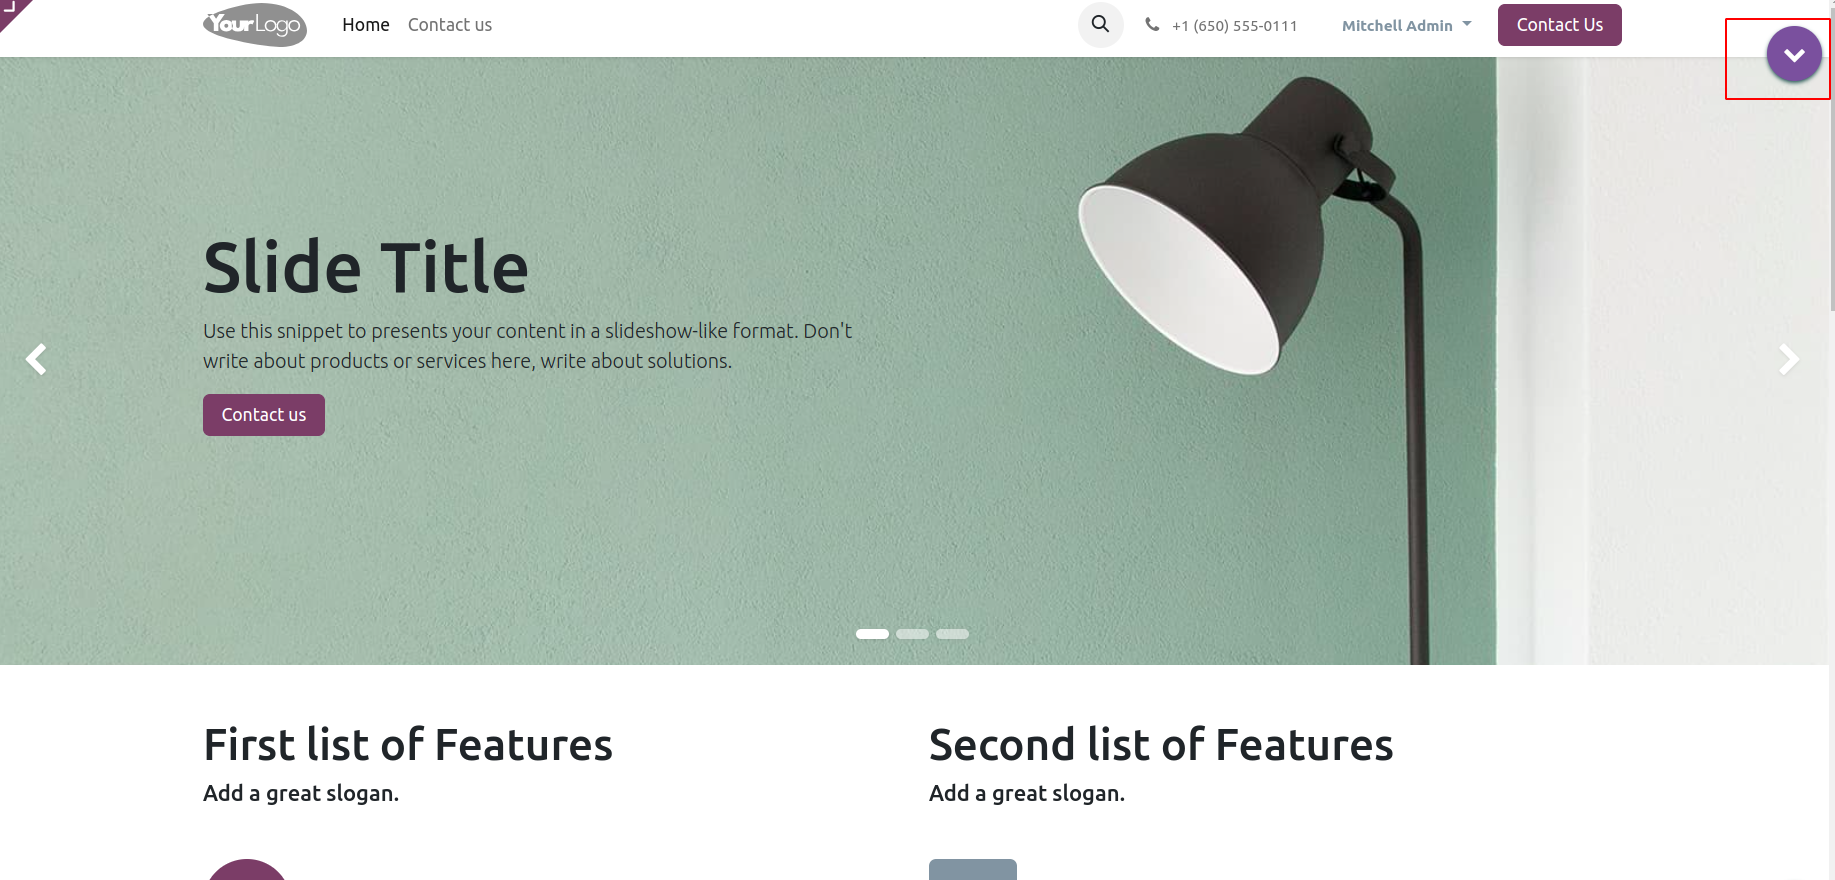 YourLogo
Home
Contact us
+1 (650) 555-0111
Mitchell Admin
Contact Us
Slide Title
Use this snippet to presents your content in a slideshow-like format. Don't
write about products or services here, write about solutions.
Contact us
First list of Features
Add a great slogan.
Second list of Features
Add a great slogan.